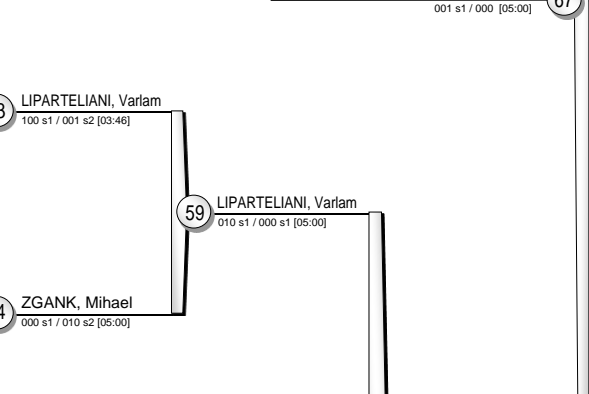 001 s1 / 000 [05:00]
67
LIPARTELIANI, Varlam
100 s1 / 001 s2 [03:46]
59
LIPARTELIANI, Varlam
010 s1 / 000 s1 [05:00]
ZGANK, Mihael
000 s1 / 010 s2 [05:00]